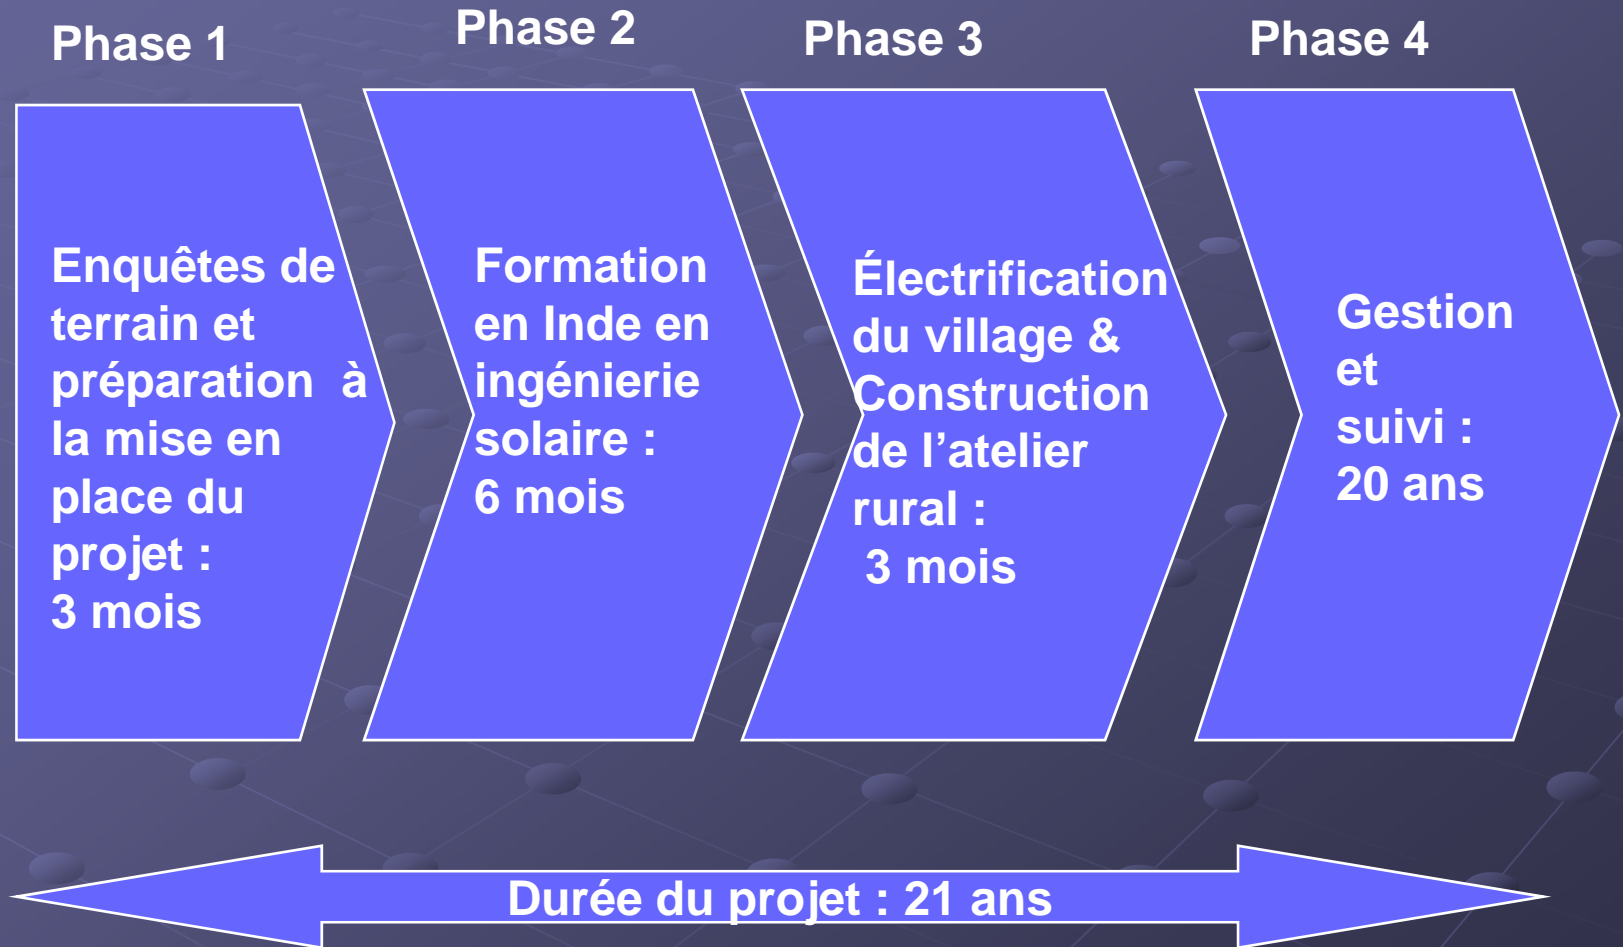 Phase 1
Enquêtes de
terrain et
préparation  à
la mise en
place du
projet :
3 mois
Phase 2
Formation
en Inde en
ingénierie
solaire :
6 mois
Phase 3
Électrification
du village &
Construction
de l’atelier
rural :
3 mois
Phase 4
Gestion
et
suivi :
20 ans
Durée du projet : 21 ans